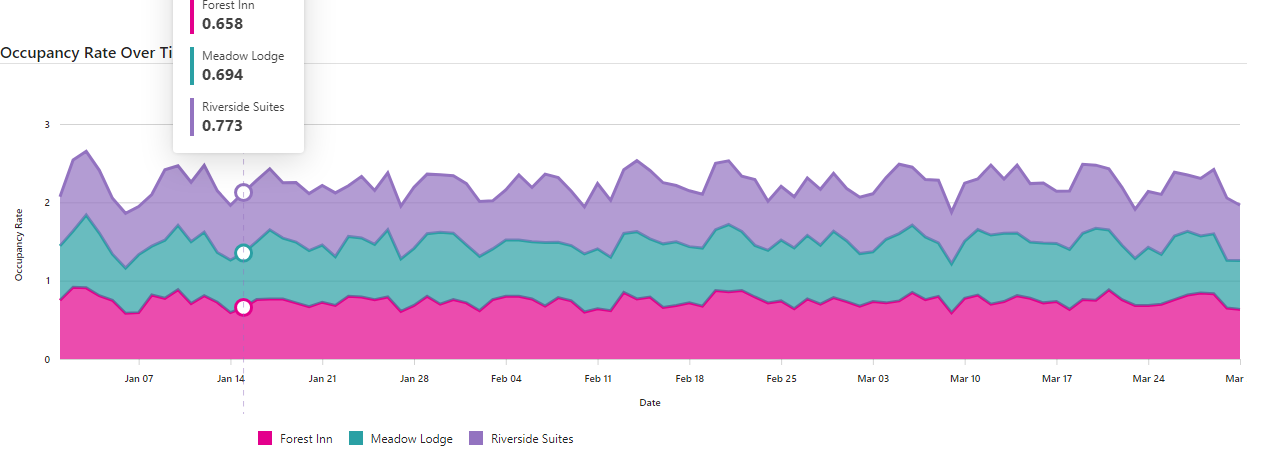 Forest Inn
0.658
Occupancy Rate Over Ti
Meadow Lodge
0.694
Riverside Suites
0.773
3
2
1
0
Occupancy Rate
Jan 07 Jan 14 Jan 21 Jan 28 Feb 04 Feb 11 Feb 18 Feb 25 Mar 03 Mar 10 Mar 17 Mar 24 Mar
Date
Forest Inn Meadow Lodge Riverside Suites